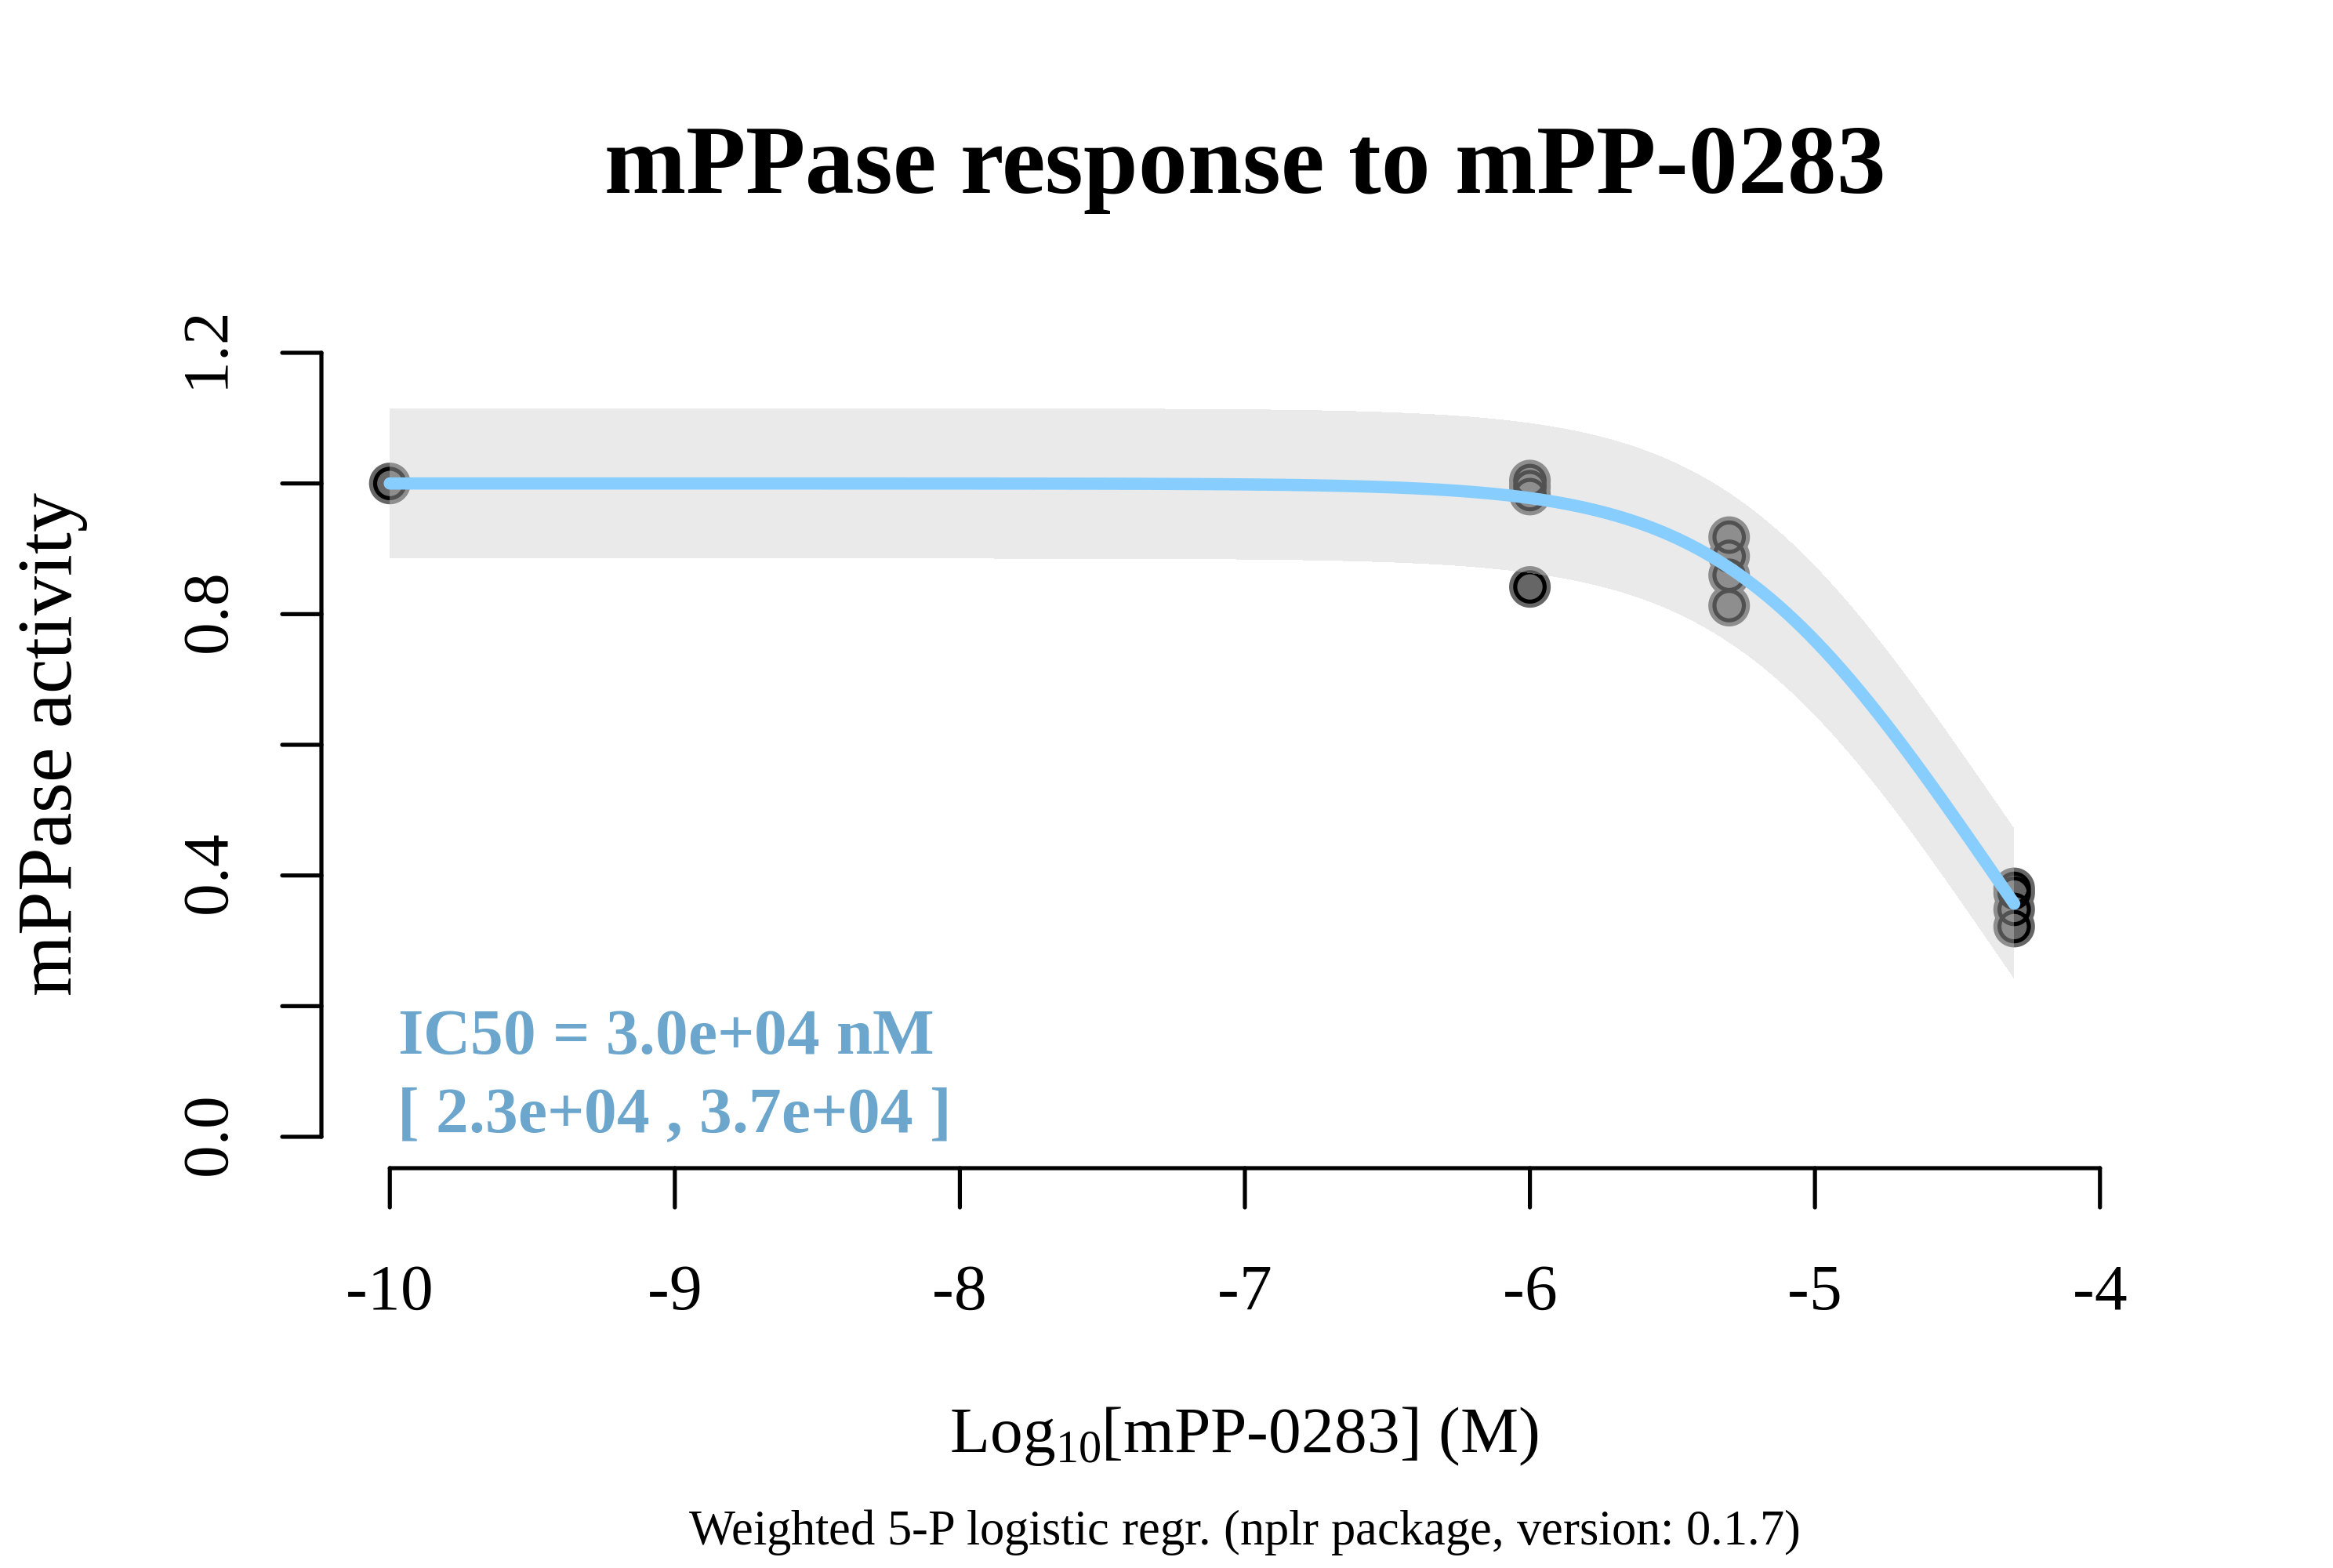 mPPase response to mPP-0283
mPPase activity
1.2
0.8
0.4
0.0
IC50 = 3.0e+04 nM
[ 2.3e+04 , 3.7e+04 ]
-10 -9 -8 -7 -6 -5 -4
Log10[mPP-0283] (M)
Weighted 5-P logistic regr. (nplr package, version: 0.1.7)